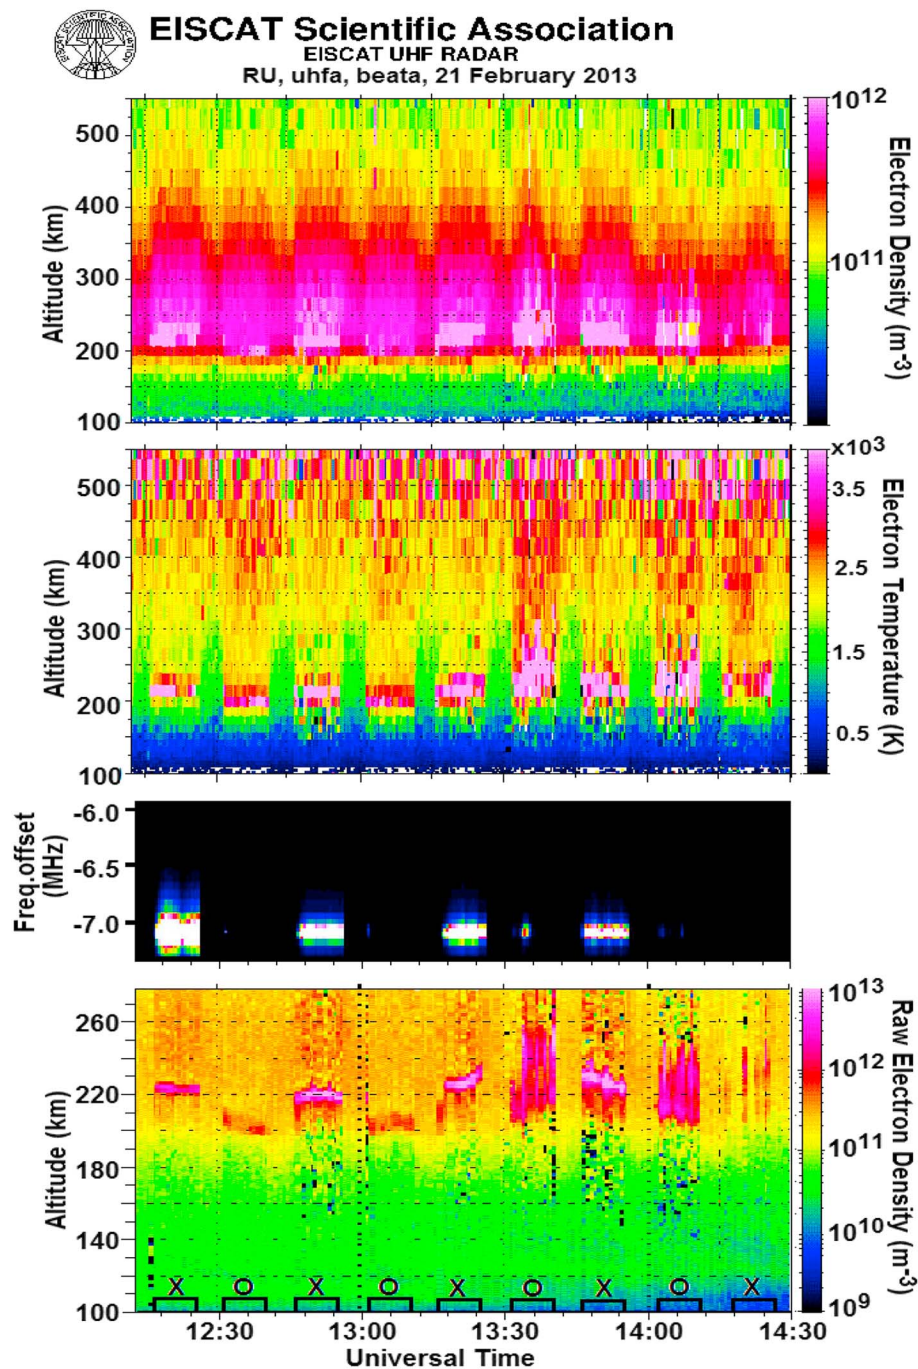 EISCAT SCIENTIFIC ASSOCIATION
EISCAT Scientific Association
EISCAT UHF RADAR
RU, uhfa, beata, 21 February 2013
500
400
300
200
100
Altitude (km)
10¹²
10¹¹
Electron Density (m⁻³)
500
400
300
200
100
Altitude (km)
x10³
3.5
2.5
1.5
0.5
Electron Temperature (K)
-6.0
-6.5
-7.0
Freq.offset
(MHz)
260
220
180
140
100
Altitude (km)
X O X O X O X O X
10¹³
10¹²
10¹¹
10¹⁰
10⁹
Raw Electron Density (m⁻³)
12:30 13:00 13:30 14:00 14:30
Universal Time